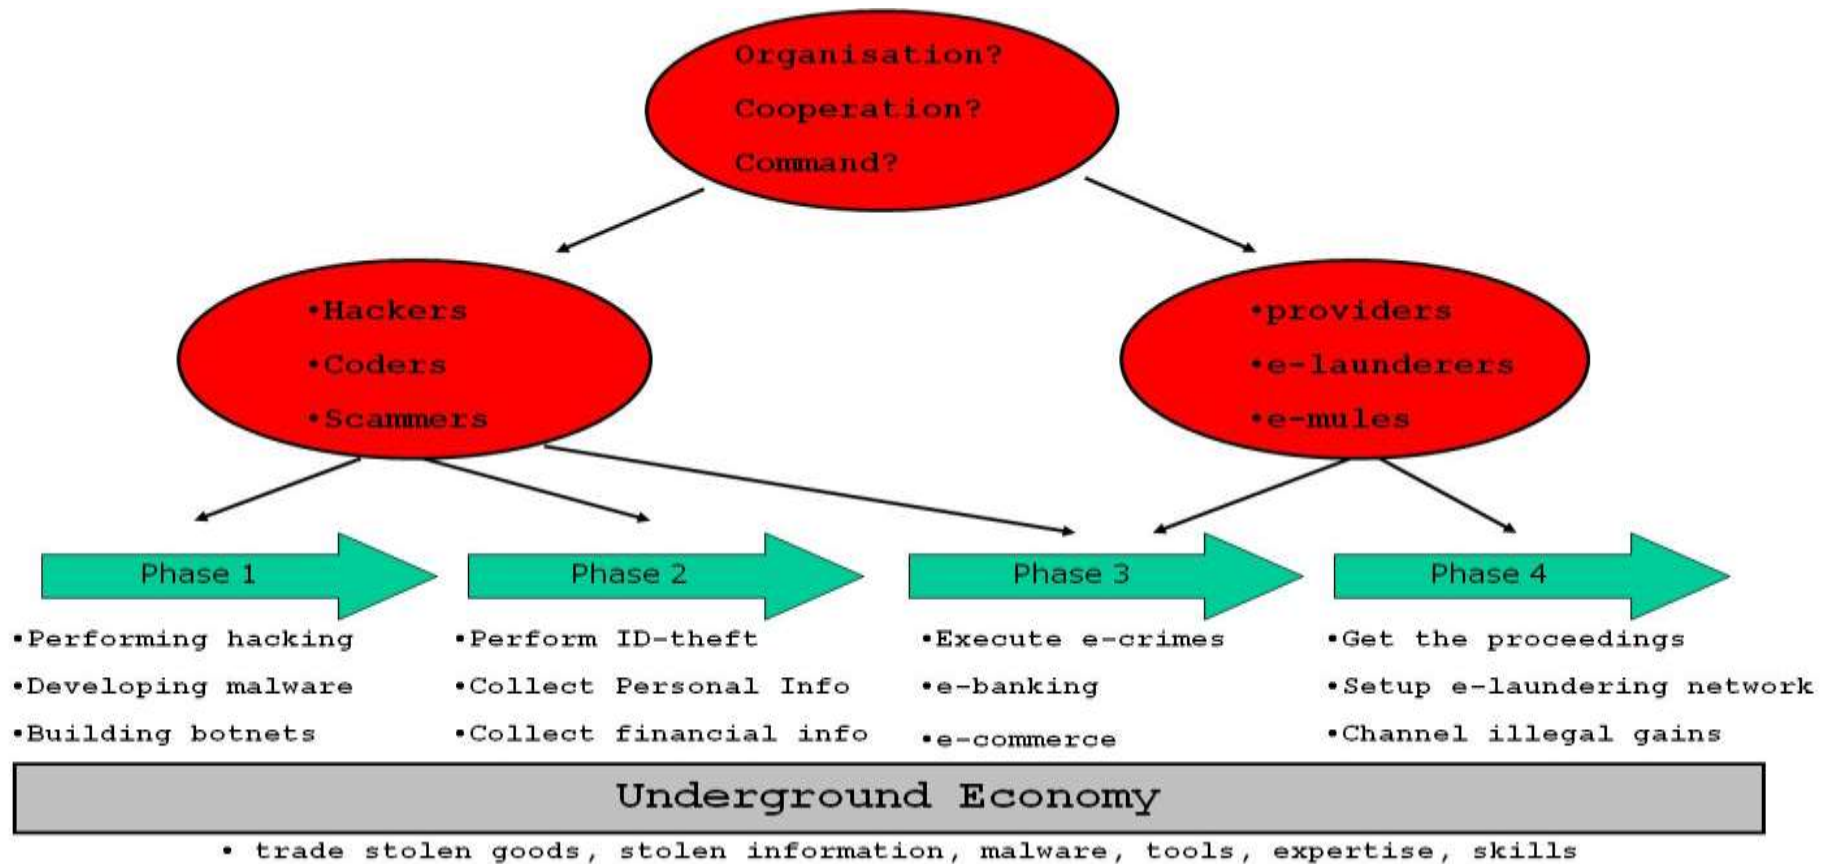 Organisation?
Cooperation?
Command?
•Hackers
•Coders
•Scammers
•providers
•e-launderers
•e-mules
Phase 1
•Performing hacking
•Developing malware
•Building botnets
Phase 2
•Perform ID-theft
•Collect Personal Info
•Collect financial info
Phase 3
•Execute e-crimes
•e-banking
•e-commerce
Phase 4
•Get the proceedings
•Setup e-laundering network
•Channel illegal gains
Underground Economy
• trade stolen goods, stolen information, malware, tools, expertise, skills